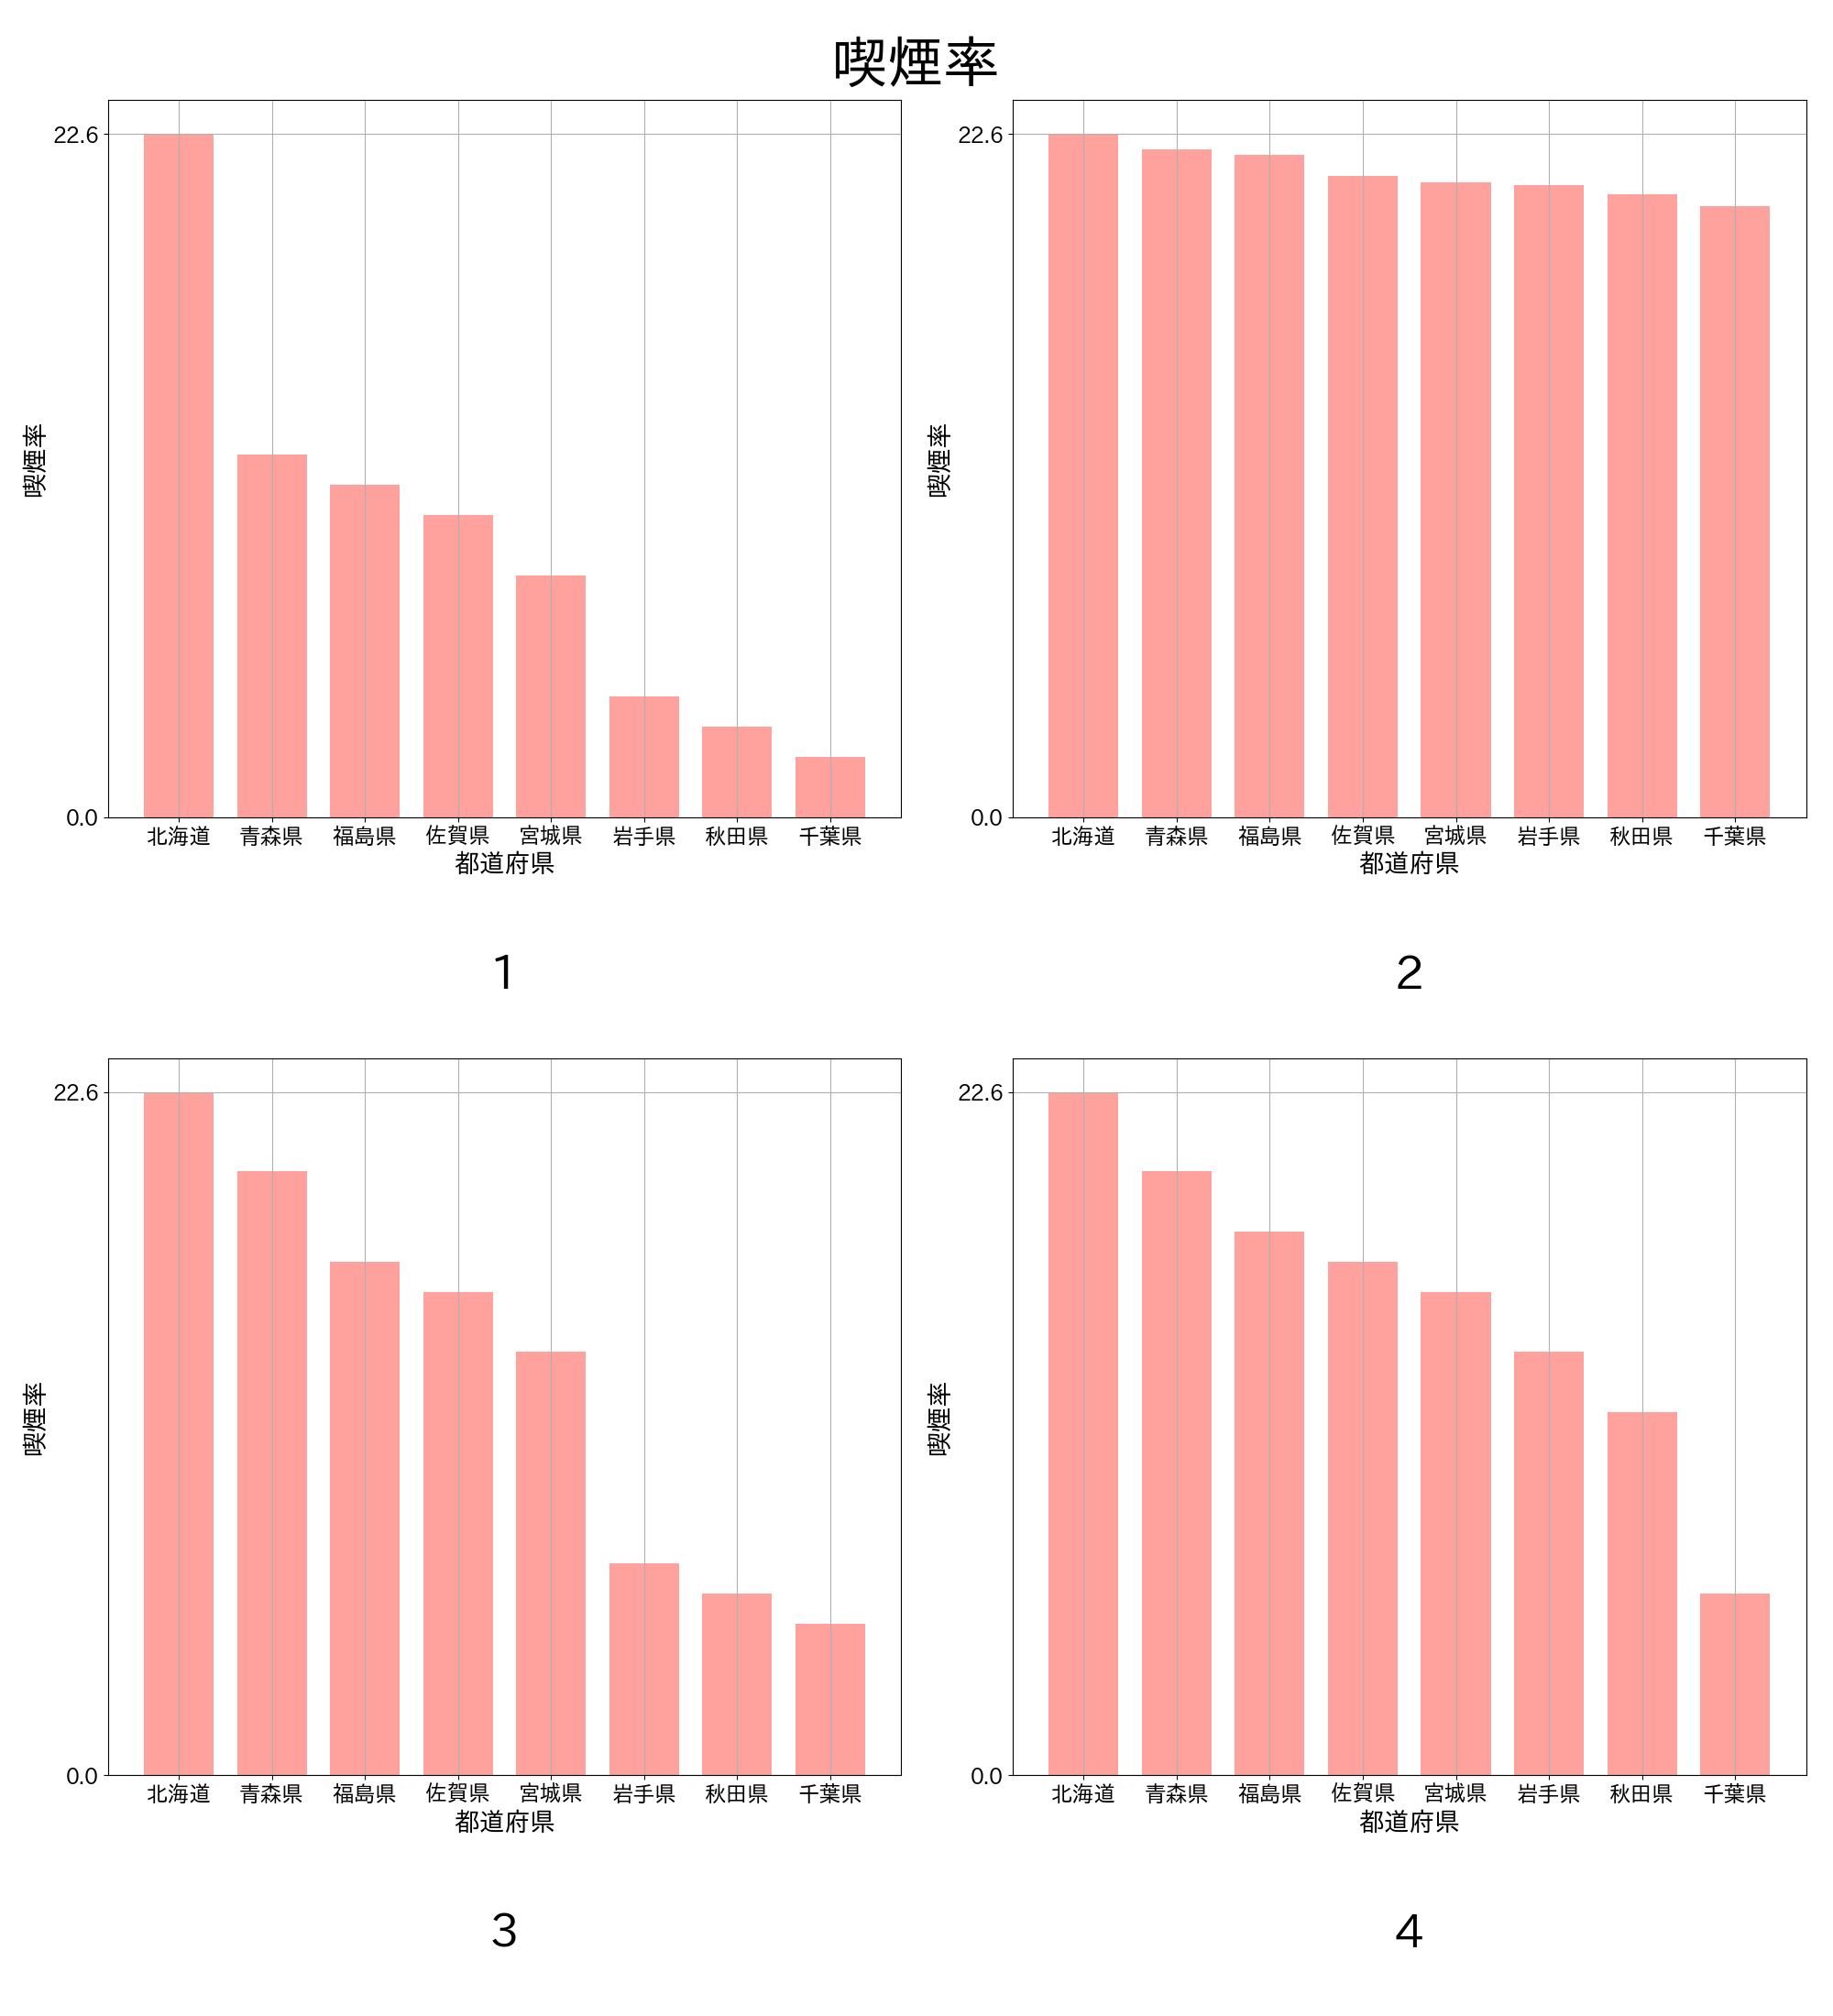 喫煙率
22.6
喫煙率
0.0
北海道 青森県 福島県 佐賀県 宮城県 岩手県 秋田県 千葉県
都道府県
1
22.6
喫煙率
0.0
北海道 青森県 福島県 佐賀県 宮城県 岩手県 秋田県 千葉県
都道府県
2
22.6
喫煙率
0.0
北海道 青森県 福島県 佐賀県 宮城県 岩手県 秋田県 千葉県
都道府県
3
22.6
喫煙率
0.0
北海道 青森県 福島県 佐賀県 宮城県 岩手県 秋田県 千葉県
都道府県
4